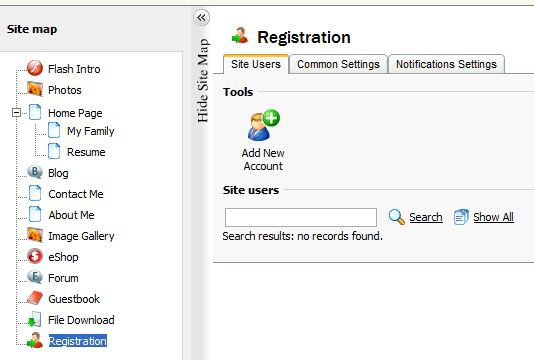 Site map
Flash Intro
Photos
Home Page
My Family
Resume
Blog
Contact Me
About Me
Image Gallery
eShop
Forum
Guestbook
File Download
Registration
Hide Site Map
Registration
Site Users Common Settings Notifications Settings
Tools
Add New
Account
Site users
Search Show All
Search results: no records found.